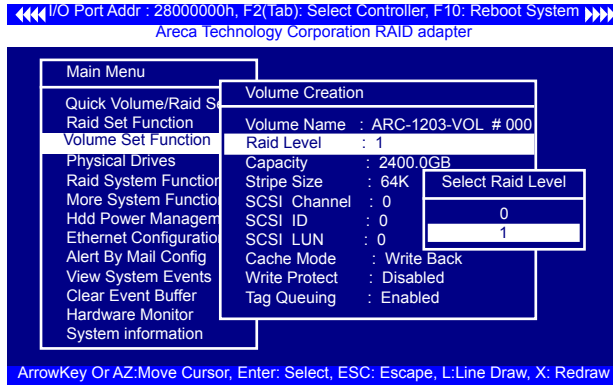 I/O Port Addr : 28000000h, F2(Tab): Select Controller, F10: Reboot System
Areca Technology Corporation RAID adapter
Main Menu
Quick Volume/Raid Se
Raid Set Function
Volume Set Function
Physical Drives
Raid System Function
More System Function
Hdd Power Managem
Ethernet Configuration
Alert By Mail Config
View System Events
Clear Event Buffer
Hardware Monitor
System information
Volume Creation
Volume Name : ARC-1203-VOL # 000
Raid Level : 1
Capacity : 2400.0GB
Stripe Size : 64K
SCSI Channel : 0
SCSI ID : 0
SCSI LUN : 0
Cache Mode : Write Back
Write Protect : Disabled
Tag Queuing : Enabled
Select Raid Level
0
1
ArrowKey Or AZ:Move Cursor, Enter: Select, ESC: Escape, L:Line Draw, X: Redraw